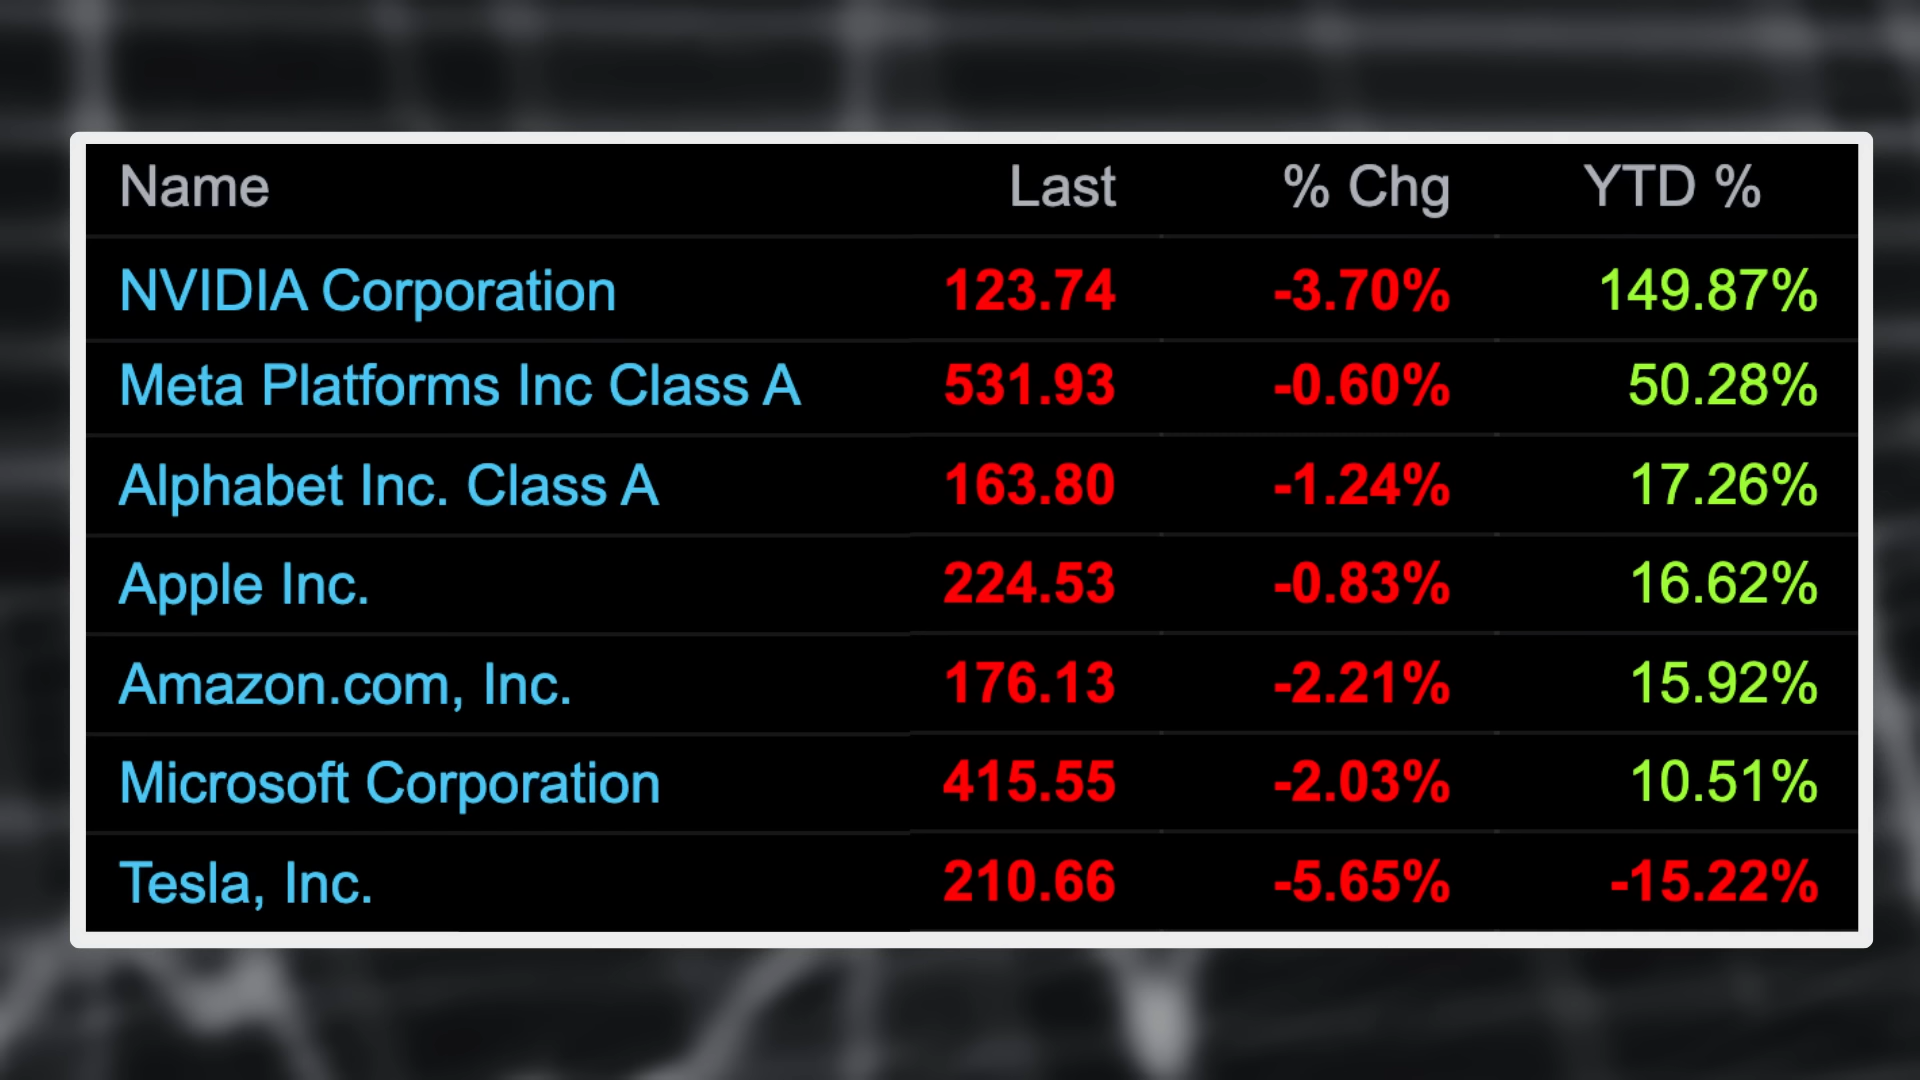 Name Last % Chg YTD %
NVIDIA Corporation 123.74 -3.70% 149.87%
Meta Platforms Inc Class A 531.93 -0.60% 50.28%
Alphabet Inc. Class A 163.80 -1.24% 17.26%
Apple Inc. 224.53 -0.83% 16.62%
Amazon.com, Inc. 176.13 -2.21% 15.92%
Microsoft Corporation 415.55 -2.03% 10.51%
Tesla, Inc. 210.66 -5.65% -15.22%